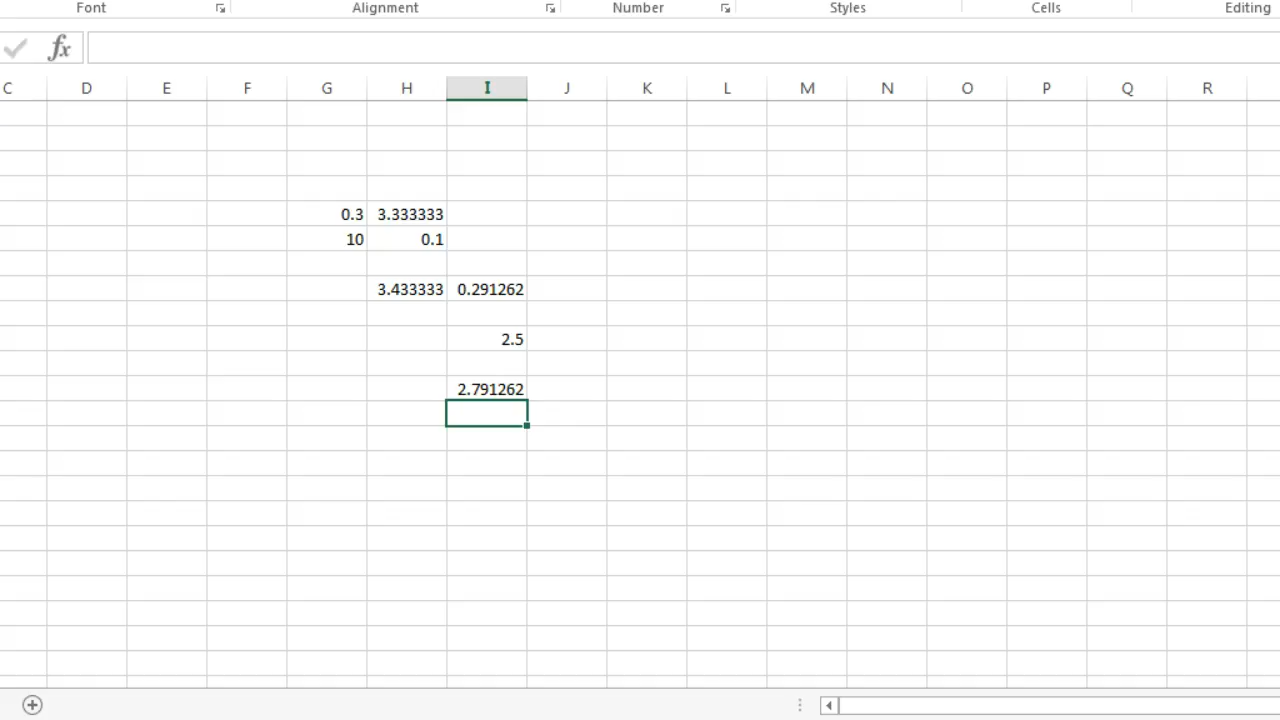 Font Alignment Number Styles Cells Editing
fx
C D E F G H I J K L M N O P Q R
0.3 3.333333
10 0.1
3.433333 0.291262
2.5
2.791262